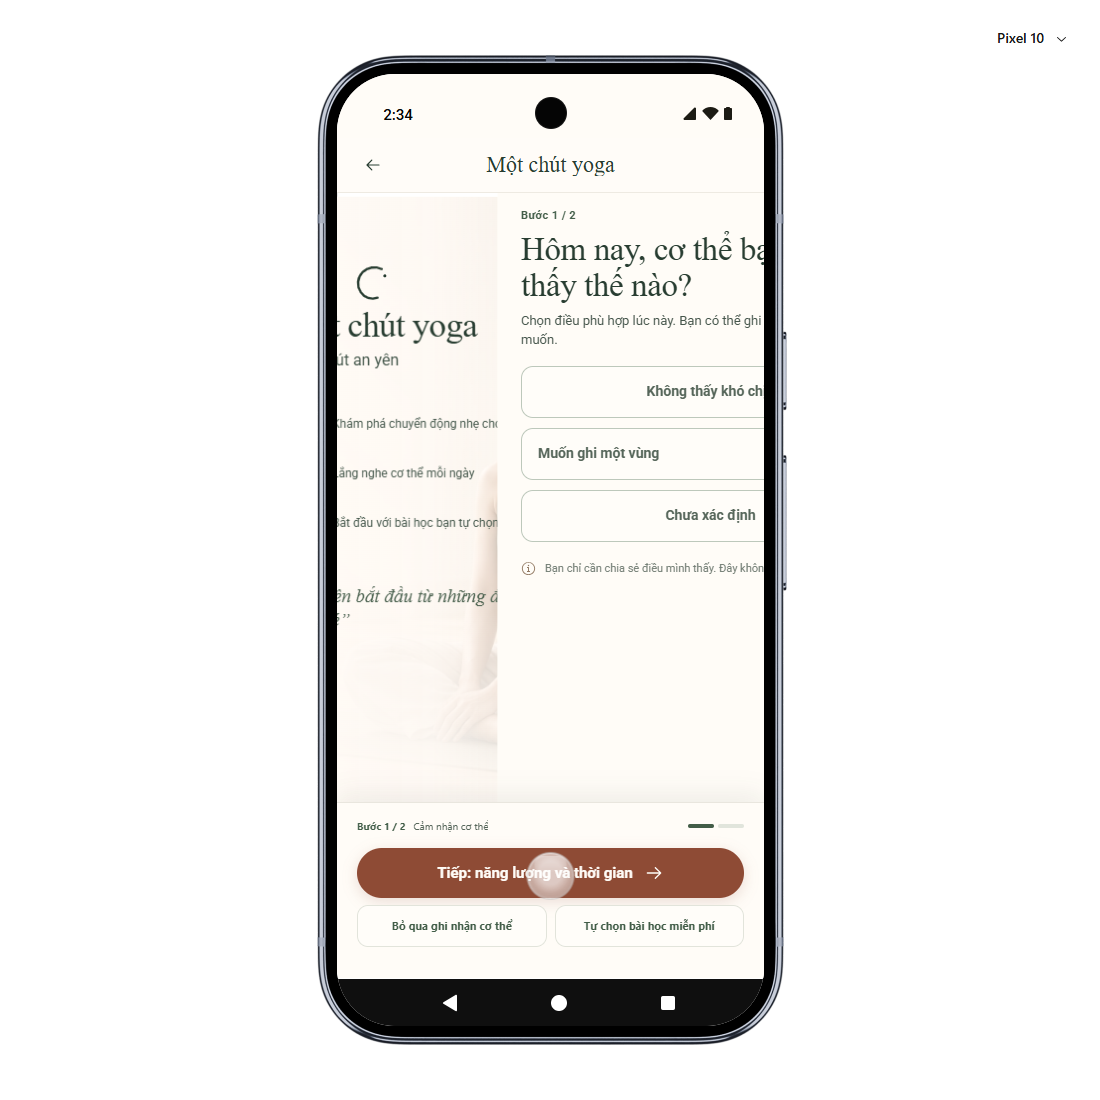 Pixel 10
2:34
Một chút yoga
chút yoga
út an yên
Khám phá chuyển động nhẹ
Lắng nghe cơ thể mỗi ngày
Bắt đầu với bài học bạn tự chọn
bắt đầu từ những
Bước 1 / 2
Hôm nay, cơ thể
thấy thế nào?
Chọn điều phù hợp lúc này. Bạn có thể ghi
muốn.
Không thấy khó
Muốn ghi một vùng
Chưa xác định
Bạn chỉ cần chia sẻ điều mình thấy. Đây
Bước 1 / 2 Cảm nhận cơ thể
Tiếp: năng lượng và thời gian
Bỏ qua ghi nhận cơ thể
Tự chọn bài học miễn phí